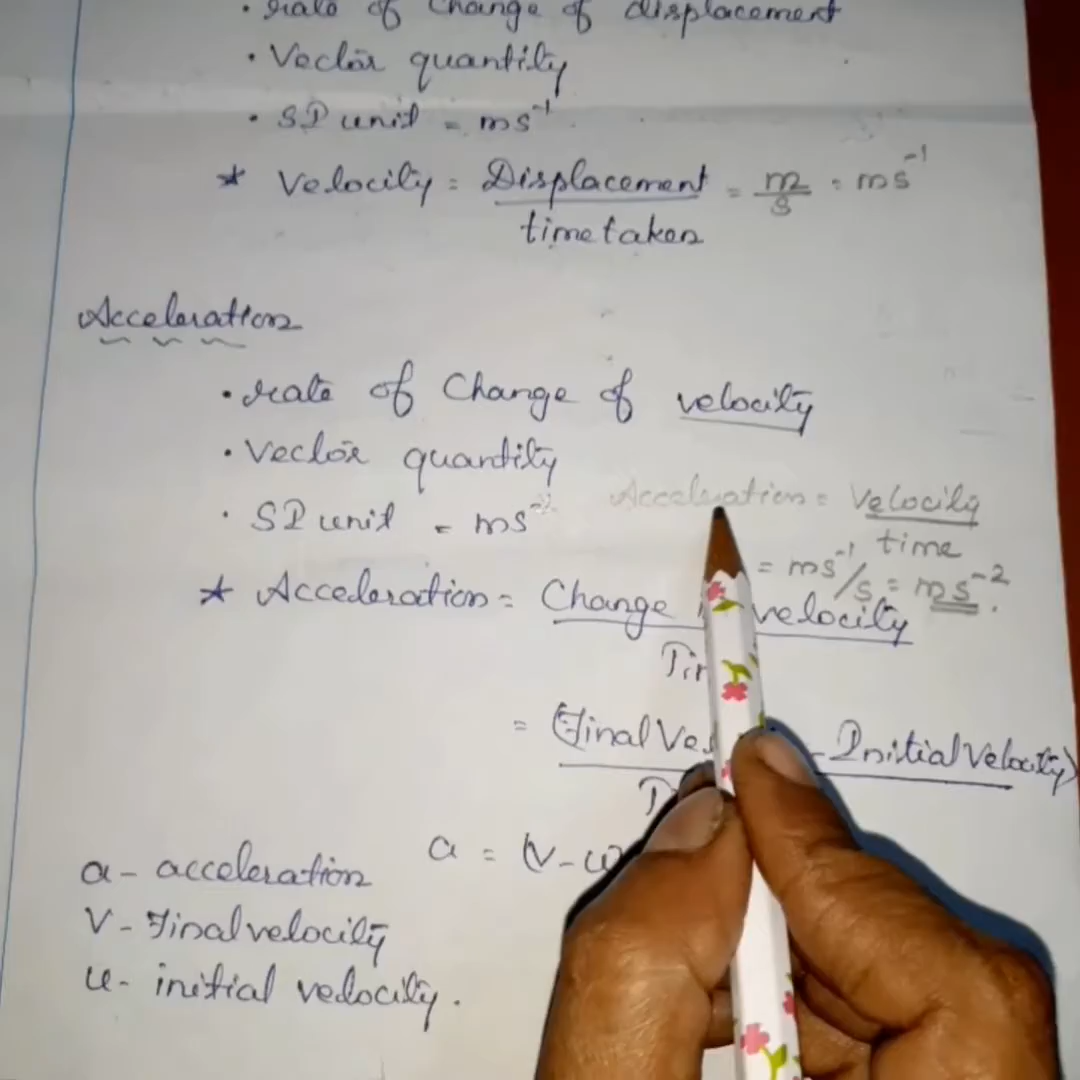 • rate of Change of displacement
• Vector quantity
• SI unit = ms⁻¹
* Velocity = Displacement / time taken = m/s = ms⁻¹
Acceleration
• rate of Change of velocity
• Vector quantity
• SI unit = ms⁻²
Acceleration = Velocity / time
= ms⁻¹/s = ms⁻².
* Acceleration = Change velocity
= (Final - Initial Velocity)
a = (v-u)
a - acceleration
V - Final velocity
u - initial velocity.